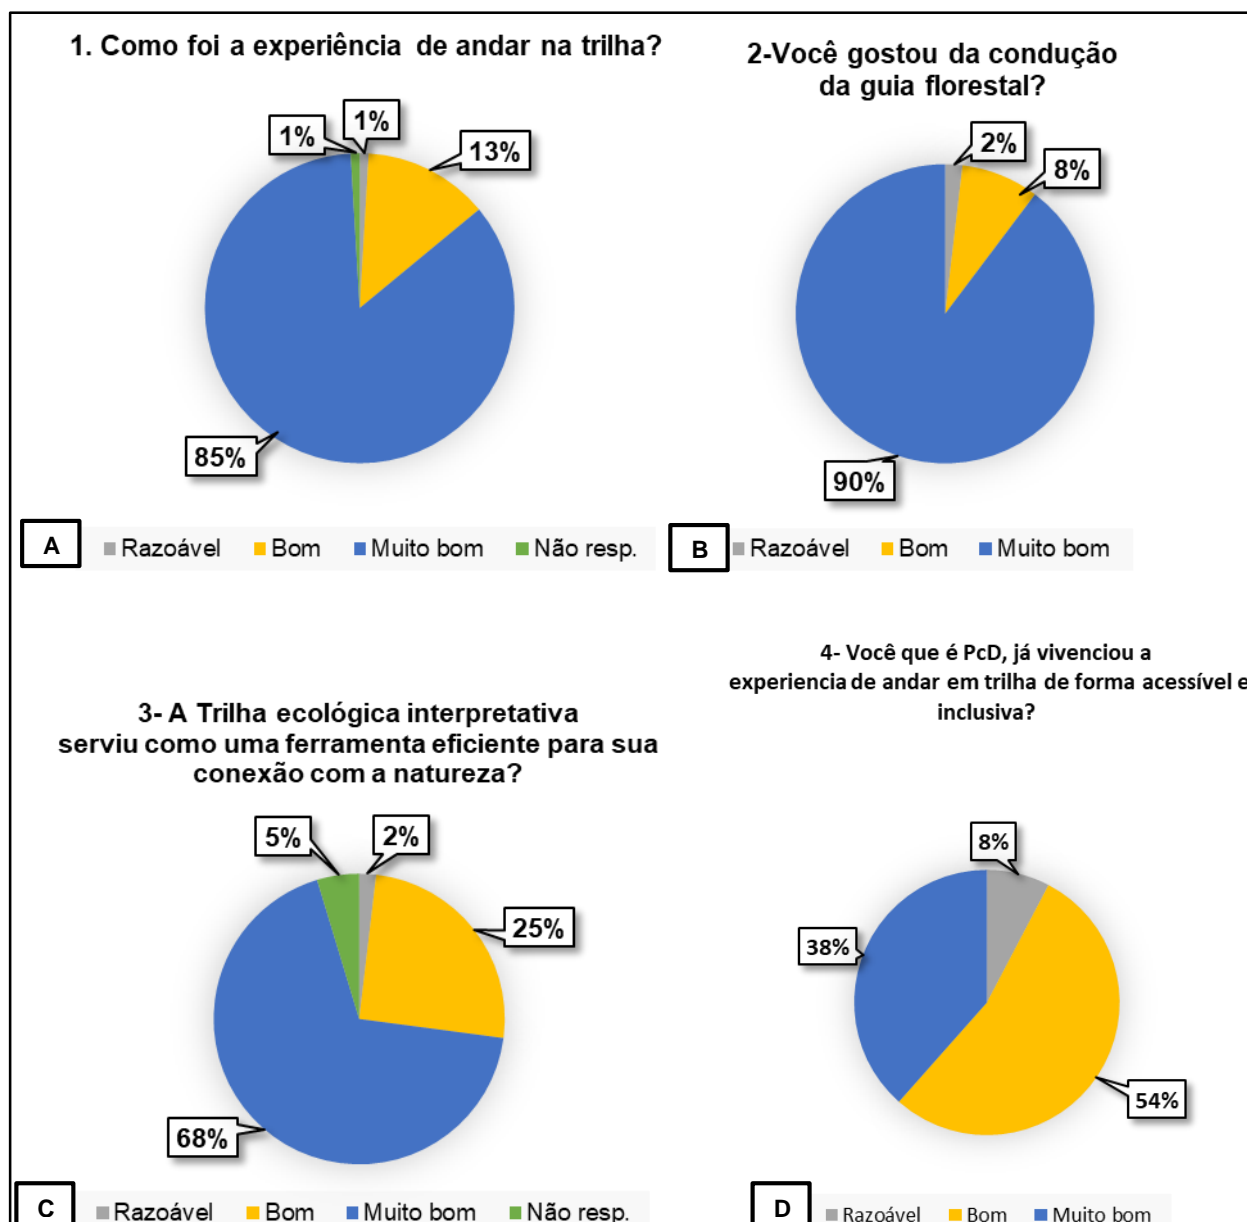 1. Como foi a experiência de andar na trilha?
1%
1%
13%
85%
A
Razoável Bom Muito bom Não resp.
2-Você gostou da condução
da guia florestal?
2%
8%
90%
B
Razoável Bom Muito bom
3- A Trilha ecológica interpretativa
serviu como uma ferramenta eficiente para sua
conexão com a natureza?
5%
2%
25%
68%
C
Razoável Bom Muito bom Não resp.
4- Você que é PcD, já vivenciou a
experiencia de andar em trilha de forma acessível e
inclusiva?
8%
38%
54%
D
Razoável Bom Muito bom